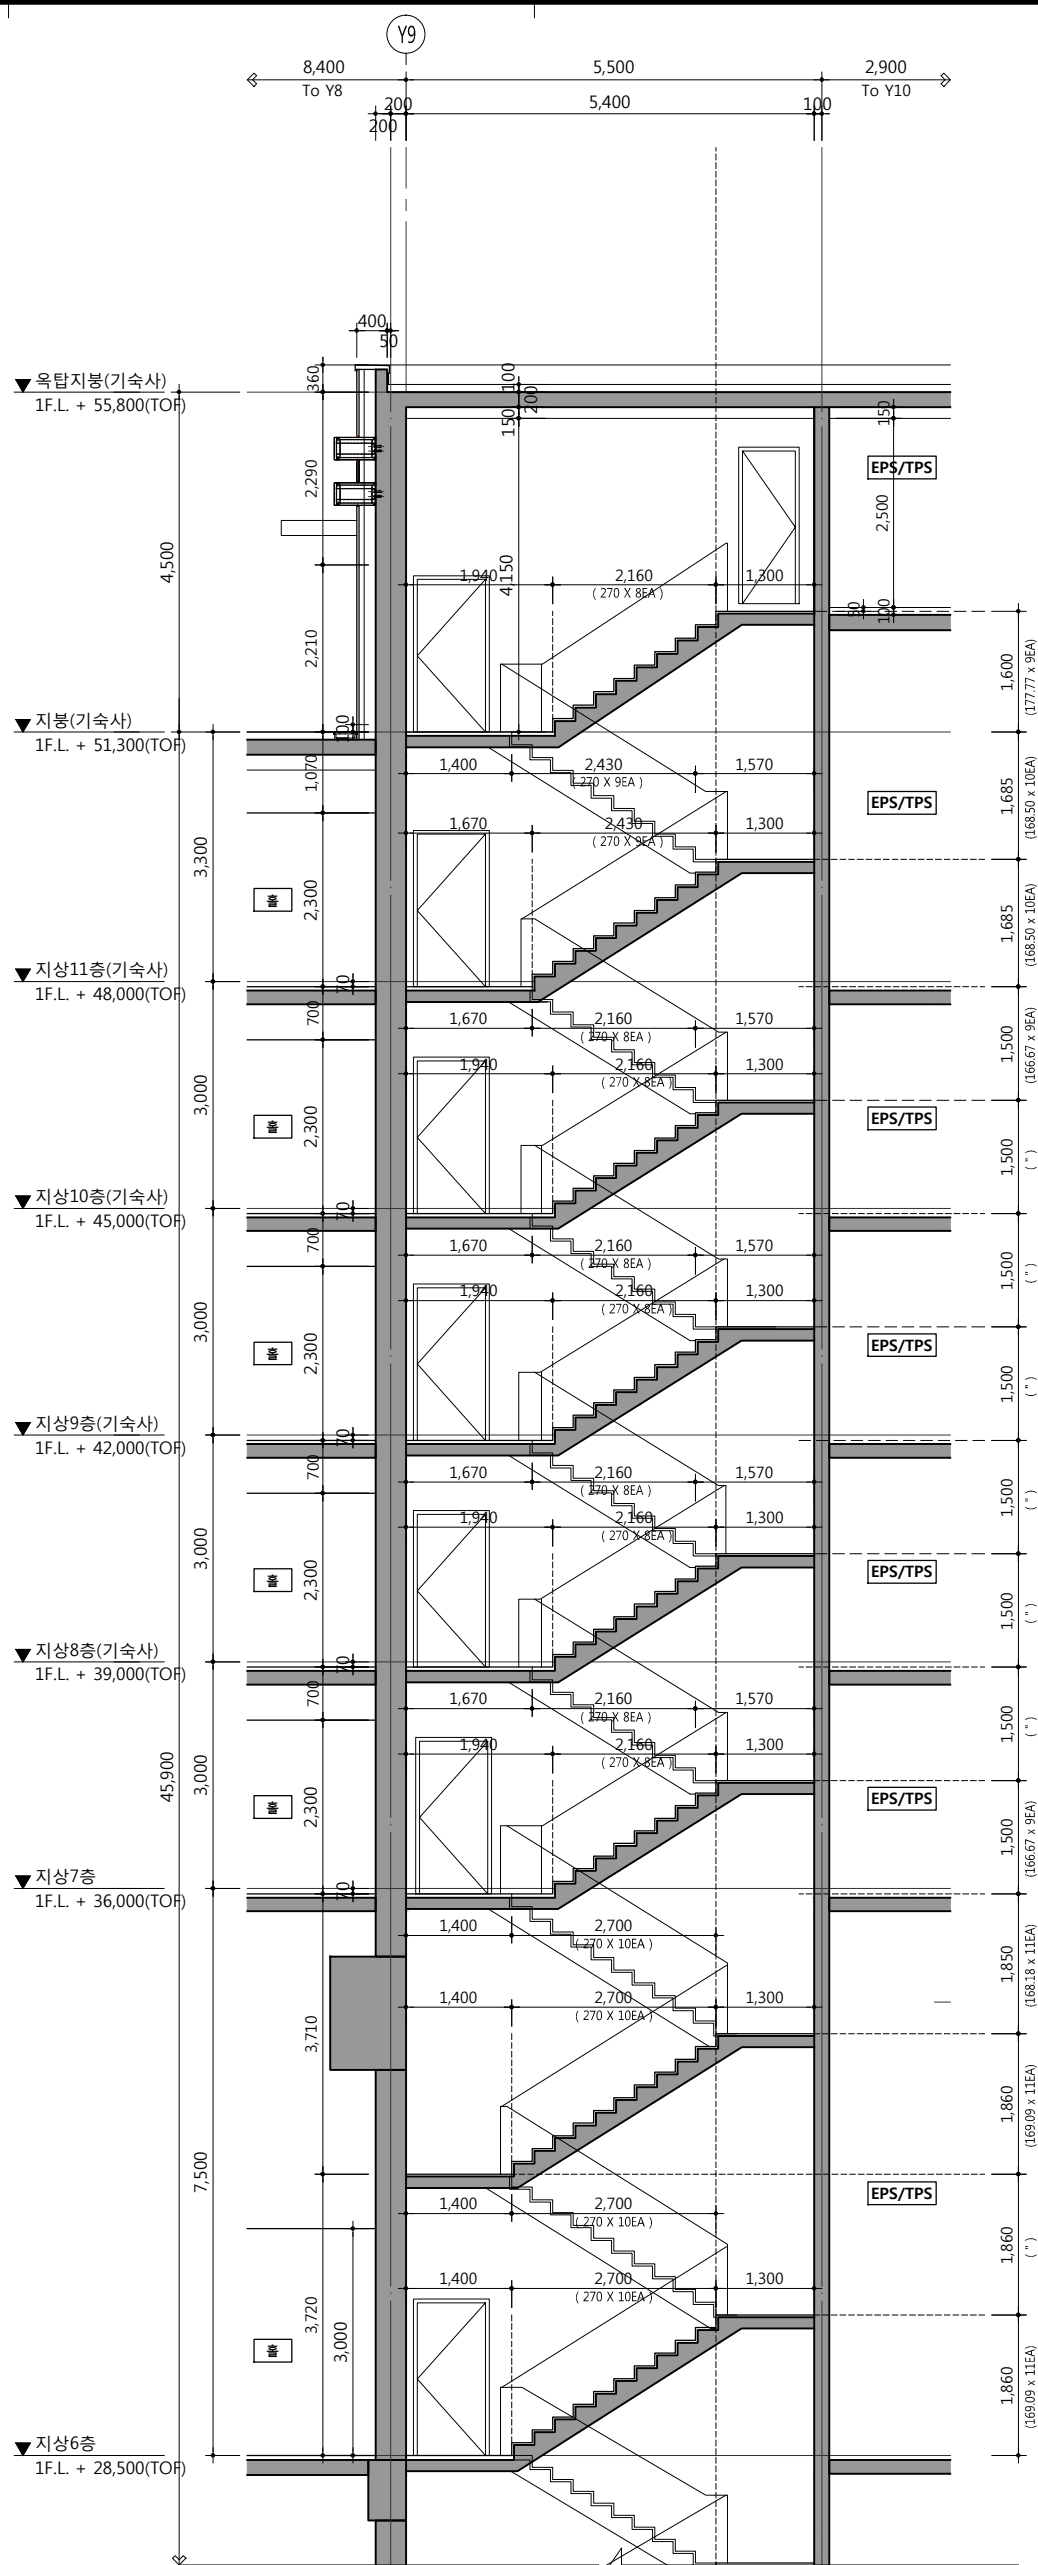 Y9
8,400
5,500
2,900
To Y8
To Y10
200
5,400
100
200
400
50
옥탑지붕(기숙사)
1F.L. + 55,800(TOF)
360
100
200
150
150
EPS/TPS
2,290
2,500
4,500
4,150
1,940
2,160
1,300
( 270 X 8EA )
50
100
2,210
1,600
(177.77 x 9EA)
지붕(기숙사)
1F.L. + 51,300(TOF)
100
1,070
1,400
2,430
1,570
( 270 X 9EA )
EPS/TPS
1,685
(168.50 x 10EA)
1,670
2,430
1,300
( 270 X 9EA )
3,300
홀
2,300
1,685
(168.50 x 10EA)
지상11층(기숙사)
1F.L. + 48,000(TOF)
70
700
1,670
2,160
1,570
( 270 X 8EA )
1,500
(166.67 x 9EA)
1,940
2,160
1,300
( 270 X 8EA )
3,000
홀
2,300
EPS/TPS
1,500
( " )
지상10층(기숙사)
1F.L. + 45,000(TOF)
70
700
1,670
2,160
1,570
( 270 X 8EA )
1,500
( " )
1,940
2,160
1,300
( 270 X 8EA )
3,000
홀
2,300
EPS/TPS
1,500
( " )
지상9층(기숙사)
1F.L. + 42,000(TOF)
70
700
1,670
2,160
1,570
( 270 X 8EA )
1,500
( " )
1,940
2,160
1,300
( 270 X 8EA )
3,000
홀
2,300
EPS/TPS
1,500
( " )
지상8층(기숙사)
1F.L. + 39,000(TOF)
70
700
1,670
2,160
1,570
( 270 X 8EA )
1,500
( " )
1,940
2,160
1,300
( 270 X 8EA )
45,900
3,000
홀
2,300
EPS/TPS
1,500
(166.67 x 9EA)
지상7층
1F.L. + 36,000(TOF)
70
1,400
2,700
( 270 X 10EA )
1,850
(168.18 x 11EA)
1,400
2,700
1,300
( 270 X 10EA )
3,710
1,860
(169.09 x 11EA)
7,500
EPS/TPS
1,400
2,700
( 270 X 10EA )
1,860
( " )
1,400
2,700
1,300
( 270 X 10EA )
홀
3,720
3,000
1,860
(169.09 x 11EA)
지상6층
1F.L. + 28,500(TOF)